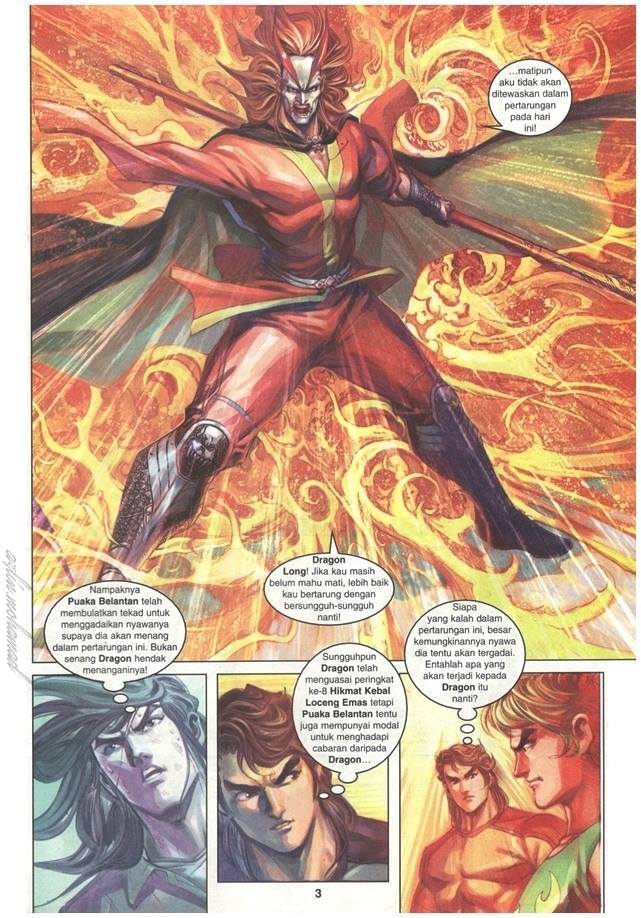 ...matipun
aku tidak akan
ditewaskan dalam
pertarungan
pada hari
ini!
Dragon
Long! Jika kau masih
belum mahu mati, lebih baik
kau bertarung dengan
bersungguh-sungguh
nanti!
Nampaknya
Puaka Belantan telah
membulatkan tekad untuk
menggadaikan nyawanya
supaya dia akan menang
dalam pertarungan ini. Bukan
senang Dragon hendak
menanganinya!
Sungguhpun
Dragon telah
menguasai peringkat
ke-8 Hikmat Kebal
Loceng Emas tetapi
Puaka Belantan tentu
juga mempunyai modal
untuk menghadapi
cabaran daripada
Dragon...
Siapa
yang kalah dalam
pertarungan ini, besar
kemungkinannya nyawa
dia tentu akan tergadai.
Entahlah apa yang
akan terjadi kepada
Dragon itu
nanti?
3